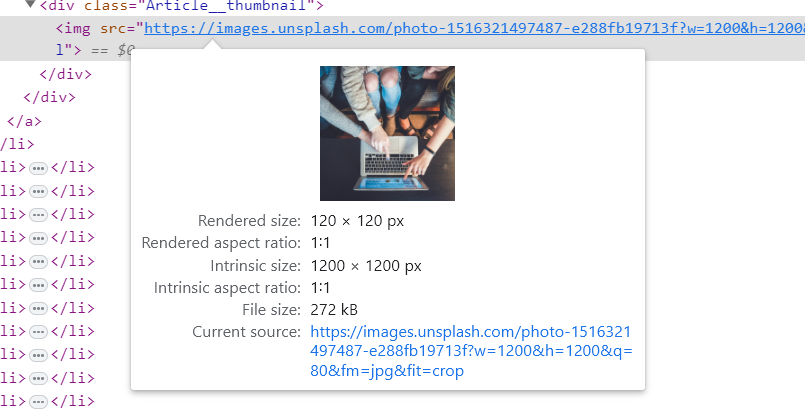 ▼<div class="Article__thumbnail">
<img src="https://images.unsplash.com/photo-1516321497487-e288fb19713f?w=1200&h=1200&
l"> == $0
</div>
</div>
</a>
/li>
li> ••• </li>
li> ••• </li>
li> ••• </li>
li> ••• </li>
li> ••• </li>
li> ••• </li>
li> ••• </li>
li> ••• </li>
li> ••• </li>
li> ••• </li>
li> ••• </li>
Rendered size: 120 × 120 px
Rendered aspect ratio: 1:1
Intrinsic size: 1200 × 1200 px
Intrinsic aspect ratio: 1:1
File size: 272 kB
Current source: https://images.unsplash.com/photo-1516321
497487-e288fb19713f?w=1200&h=1200&q=
80&fm=jpg&fit=crop